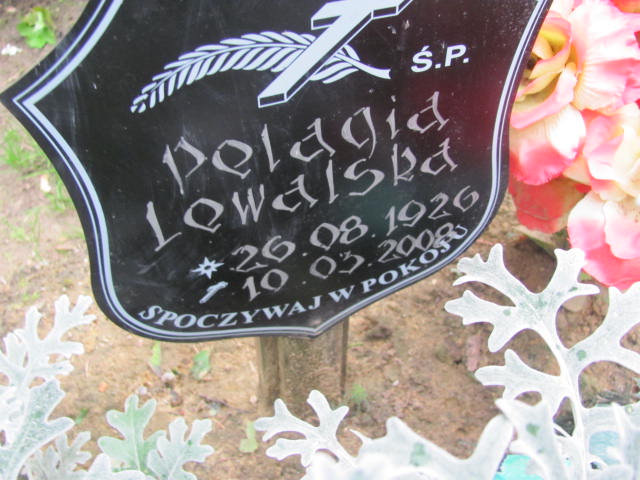 Ś.P.
Pelagia
Lewalska
* 26.08.1926
† 10 03.2008
SPOCZYWAJ W POKOJU